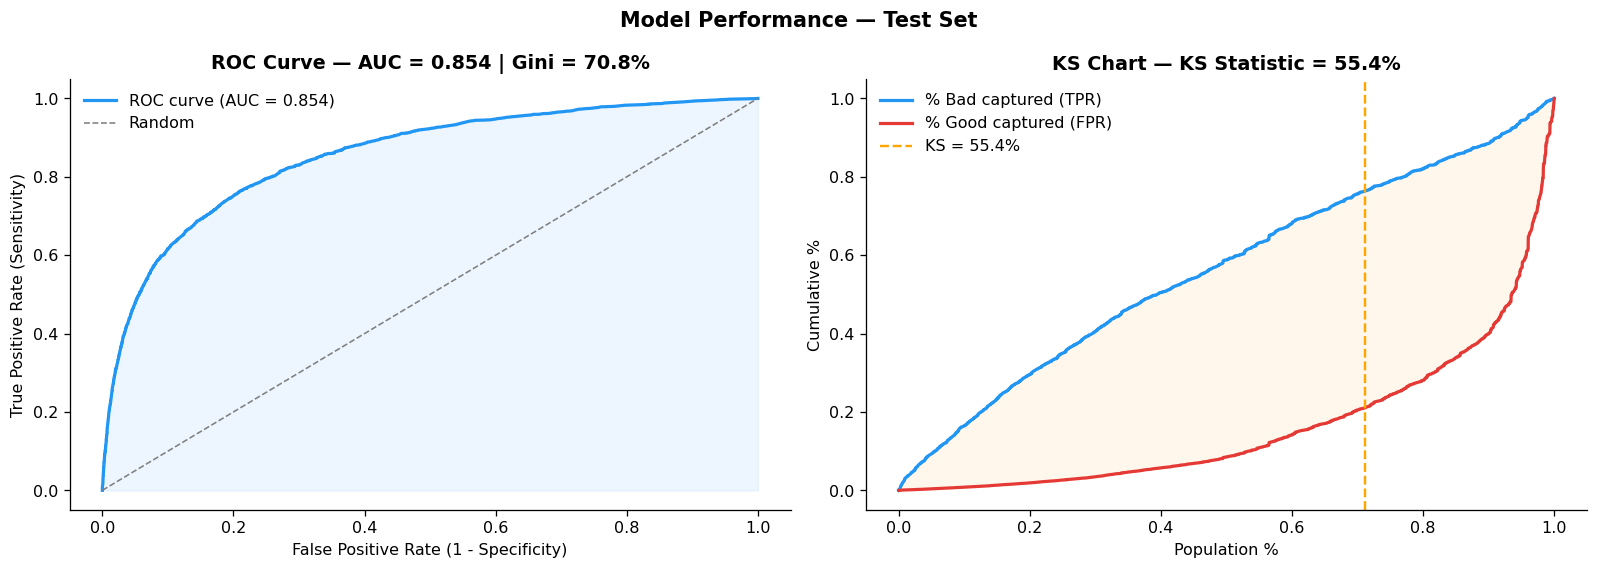 Model Performance — Test Set
ROC Curve — AUC = 0.854 | Gini = 70.8%
ROC curve (AUC = 0.854)
Random
1.0
0.8
0.6
0.4
0.2
0.0
True Positive Rate (Sensitivity)
0.0 0.2 0.4 0.6 0.8 1.0
False Positive Rate (1 - Specificity)
KS Chart — KS Statistic = 55.4%
% Bad captured (TPR)
% Good captured (FPR)
KS = 55.4%
1.0
0.8
0.6
0.4
0.2
0.0
Cumulative %
0.0 0.2 0.4 0.6 0.8 1.0
Population %